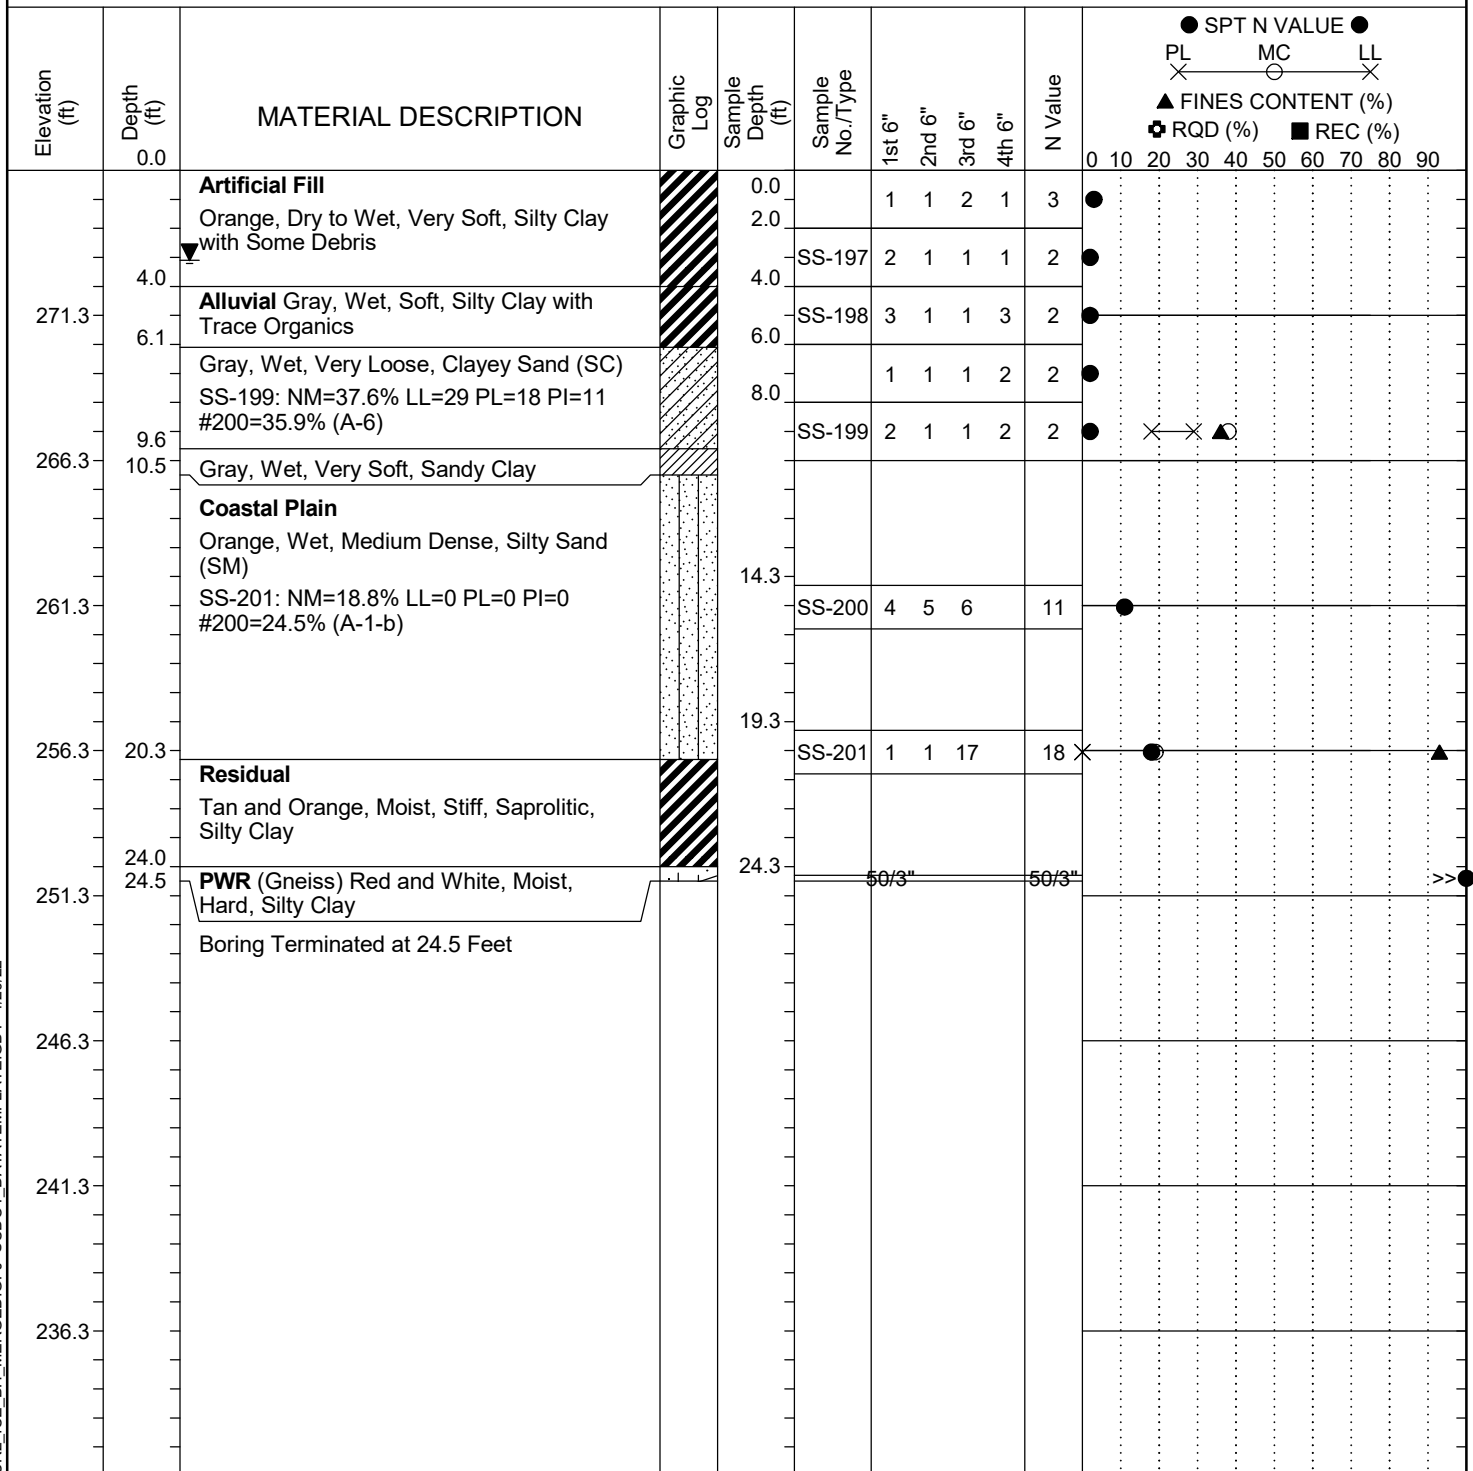 ● SPT N VALUE ●
PL MC LL
▲ FINES CONTENT (%)
RQD (%) ■ REC (%)
0 10 20 30 40 50 60 70 80 90
Elevation (ft)
Depth (ft)
0.0
MATERIAL DESCRIPTION
Graphic Log
Sample Depth (ft)
Sample No./Type
1st 6"
2nd 6"
3rd 6"
4th 6"
N Value
Artificial Fill
Orange, Dry to Wet, Very Soft, Silty Clay
with Some Debris
0.0
1 1 2 1 3
2.0
SS-197 2 1 1 1 2
4.0
4.0
Alluvial Gray, Wet, Soft, Silty Clay with
Trace Organics
271.3
SS-198 3 1 1 3 2
6.1
6.0
Gray, Wet, Very Loose, Clayey Sand (SC)
SS-199: NM=37.6% LL=29 PL=18 PI=11
#200=35.9% (A-6)
1 1 1 2 2
8.0
9.6
SS-199 2 1 1 2 2
266.3
10.5
Gray, Wet, Very Soft, Sandy Clay
Coastal Plain
Orange, Wet, Medium Dense, Silty Sand
(SM)
SS-201: NM=18.8% LL=0 PL=0 PI=0
#200=24.5% (A-1-b)
14.3
261.3
SS-200 4 5 6 11
19.3
256.3
20.3
SS-201 1 1 17 18
Residual
Tan and Orange, Moist, Stiff, Saprolitic,
Silty Clay
24.0
24.3
24.5
PWR (Gneiss) Red and White, Moist,
Hard, Silty Clay
50/3" 50/3" >>
251.3
Boring Terminated at 24.5 Feet
246.3
241.3
236.3